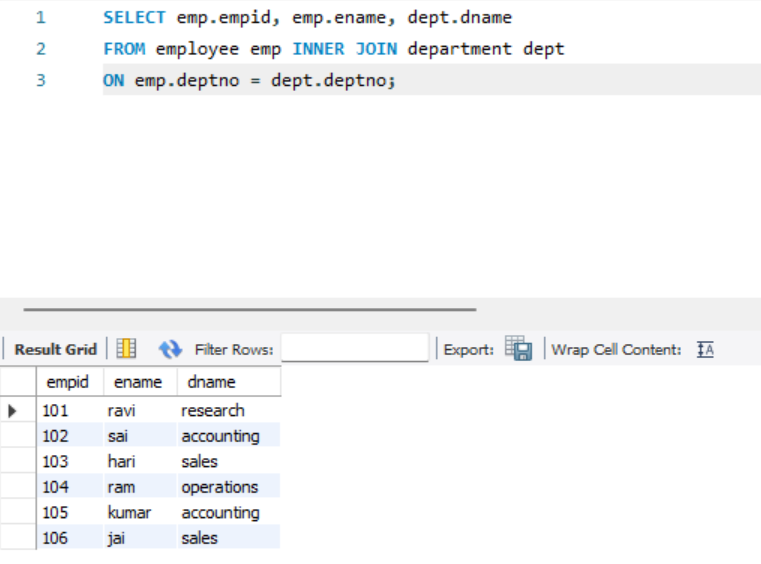 1 SELECT emp.empid, emp.ename, dept.dname
2 FROM employee emp INNER JOIN department dept
3 ON emp.deptno = dept.deptno;
Result Grid Filter Rows: Export: Wrap Cell Content: IA
empid ename dname
101 ravi research
102 sai accounting
103 hari sales
104 ram operations
105 kumar accounting
106 jai sales